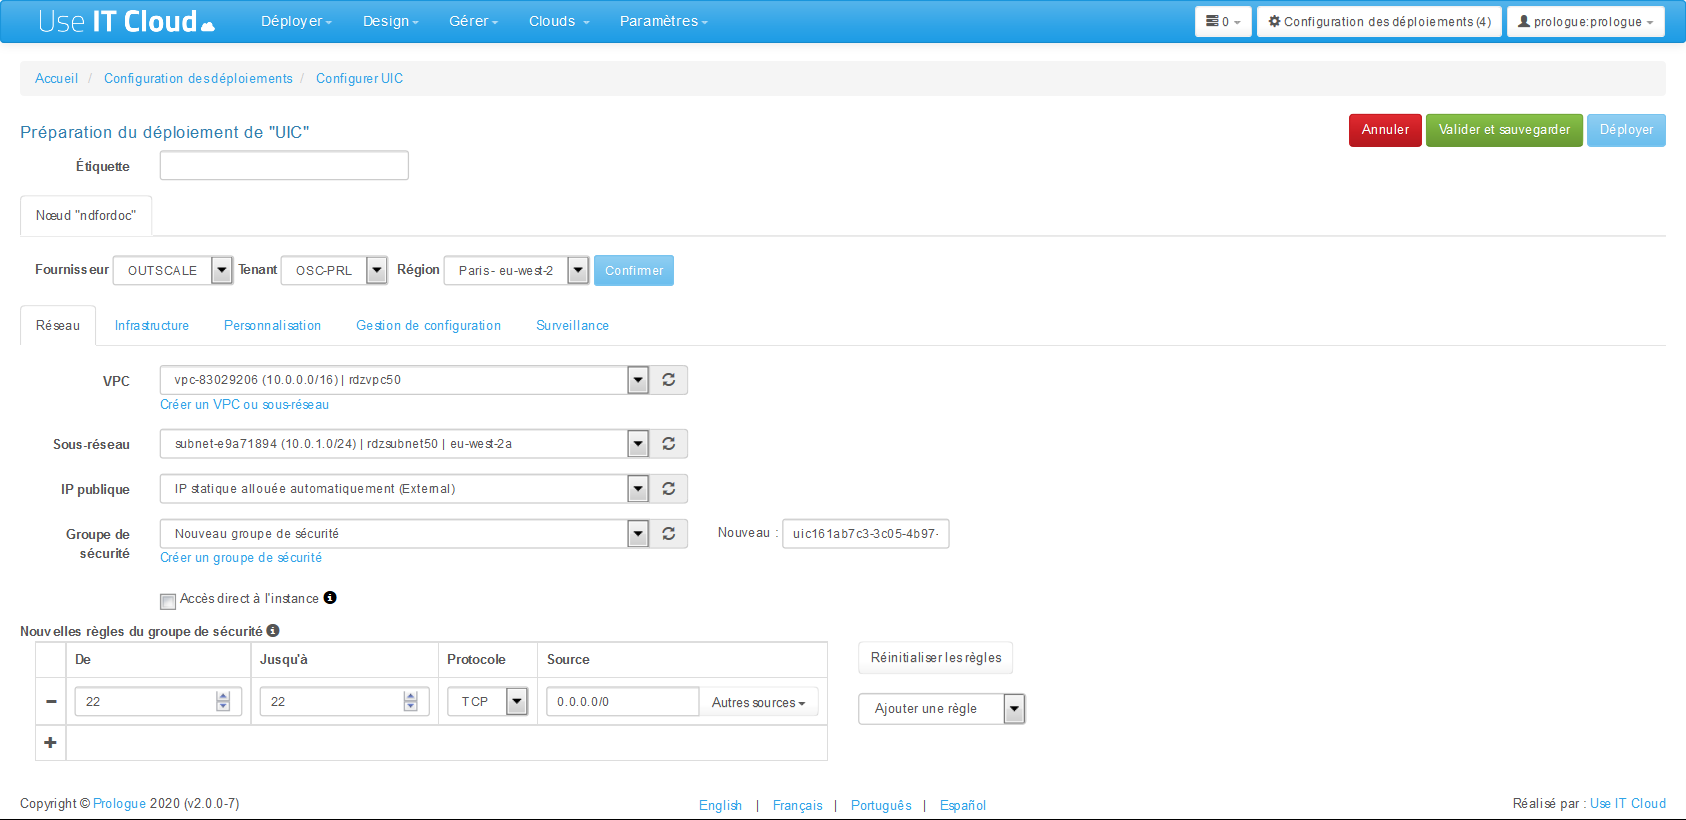 Use IT Cloud Déployer Design Gérer Clouds Paramètres 0 Configuration des déploiements (4) prologue:prologue
Accueil / Configuration des déploiements / Configurer UIC
Préparation du déploiement de "UIC" Annuler Valider et sauvegarder Déployer
Étiquette
Nœud "ndfordoc"
Fournisseur OUTSCALE Tenant OSC-PRL Région Paris - eu-west-2 Confirmer
Réseau Infrastructure Personnalisation Gestion de configuration Surveillance
VPC vpc-83029206 (10.0.0.0/16) | rdzvpc50
Créer un VPC ou sous-réseau
Sous-réseau subnet-e9a71894 (10.0.1.0/24) | rdzsubnet50 | eu-west-2a
IP publique IP statique allouée automatiquement (External)
Groupe de sécurité Nouveau groupe de sécurité Nouveau : uic161ab7c3-3c05-4b97-
Créer un groupe de sécurité
Accès direct à l'instance
Nouvelles règles du groupe de sécurité
De Jusqu'à Protocole Source Réinitialiser les règles
22 22 TCP 0.0.0.0/0 Autres sources Ajouter une règle
Copyright © Prologue 2020 (v2.0.0-7) English | Français | Português | Español Réalisé par : Use IT Cloud